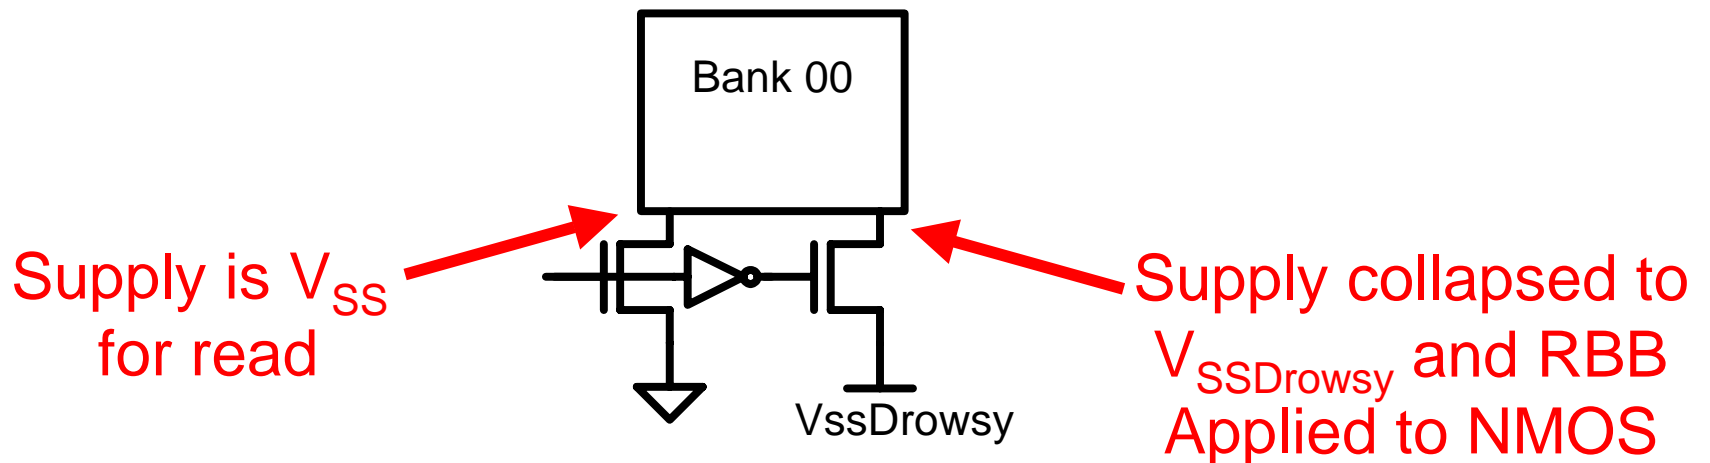 Bank 00
Supply is VSS
for read
Supply collapsed to
VSSDrowsy and RBB
Applied to NMOS
VssDrowsy